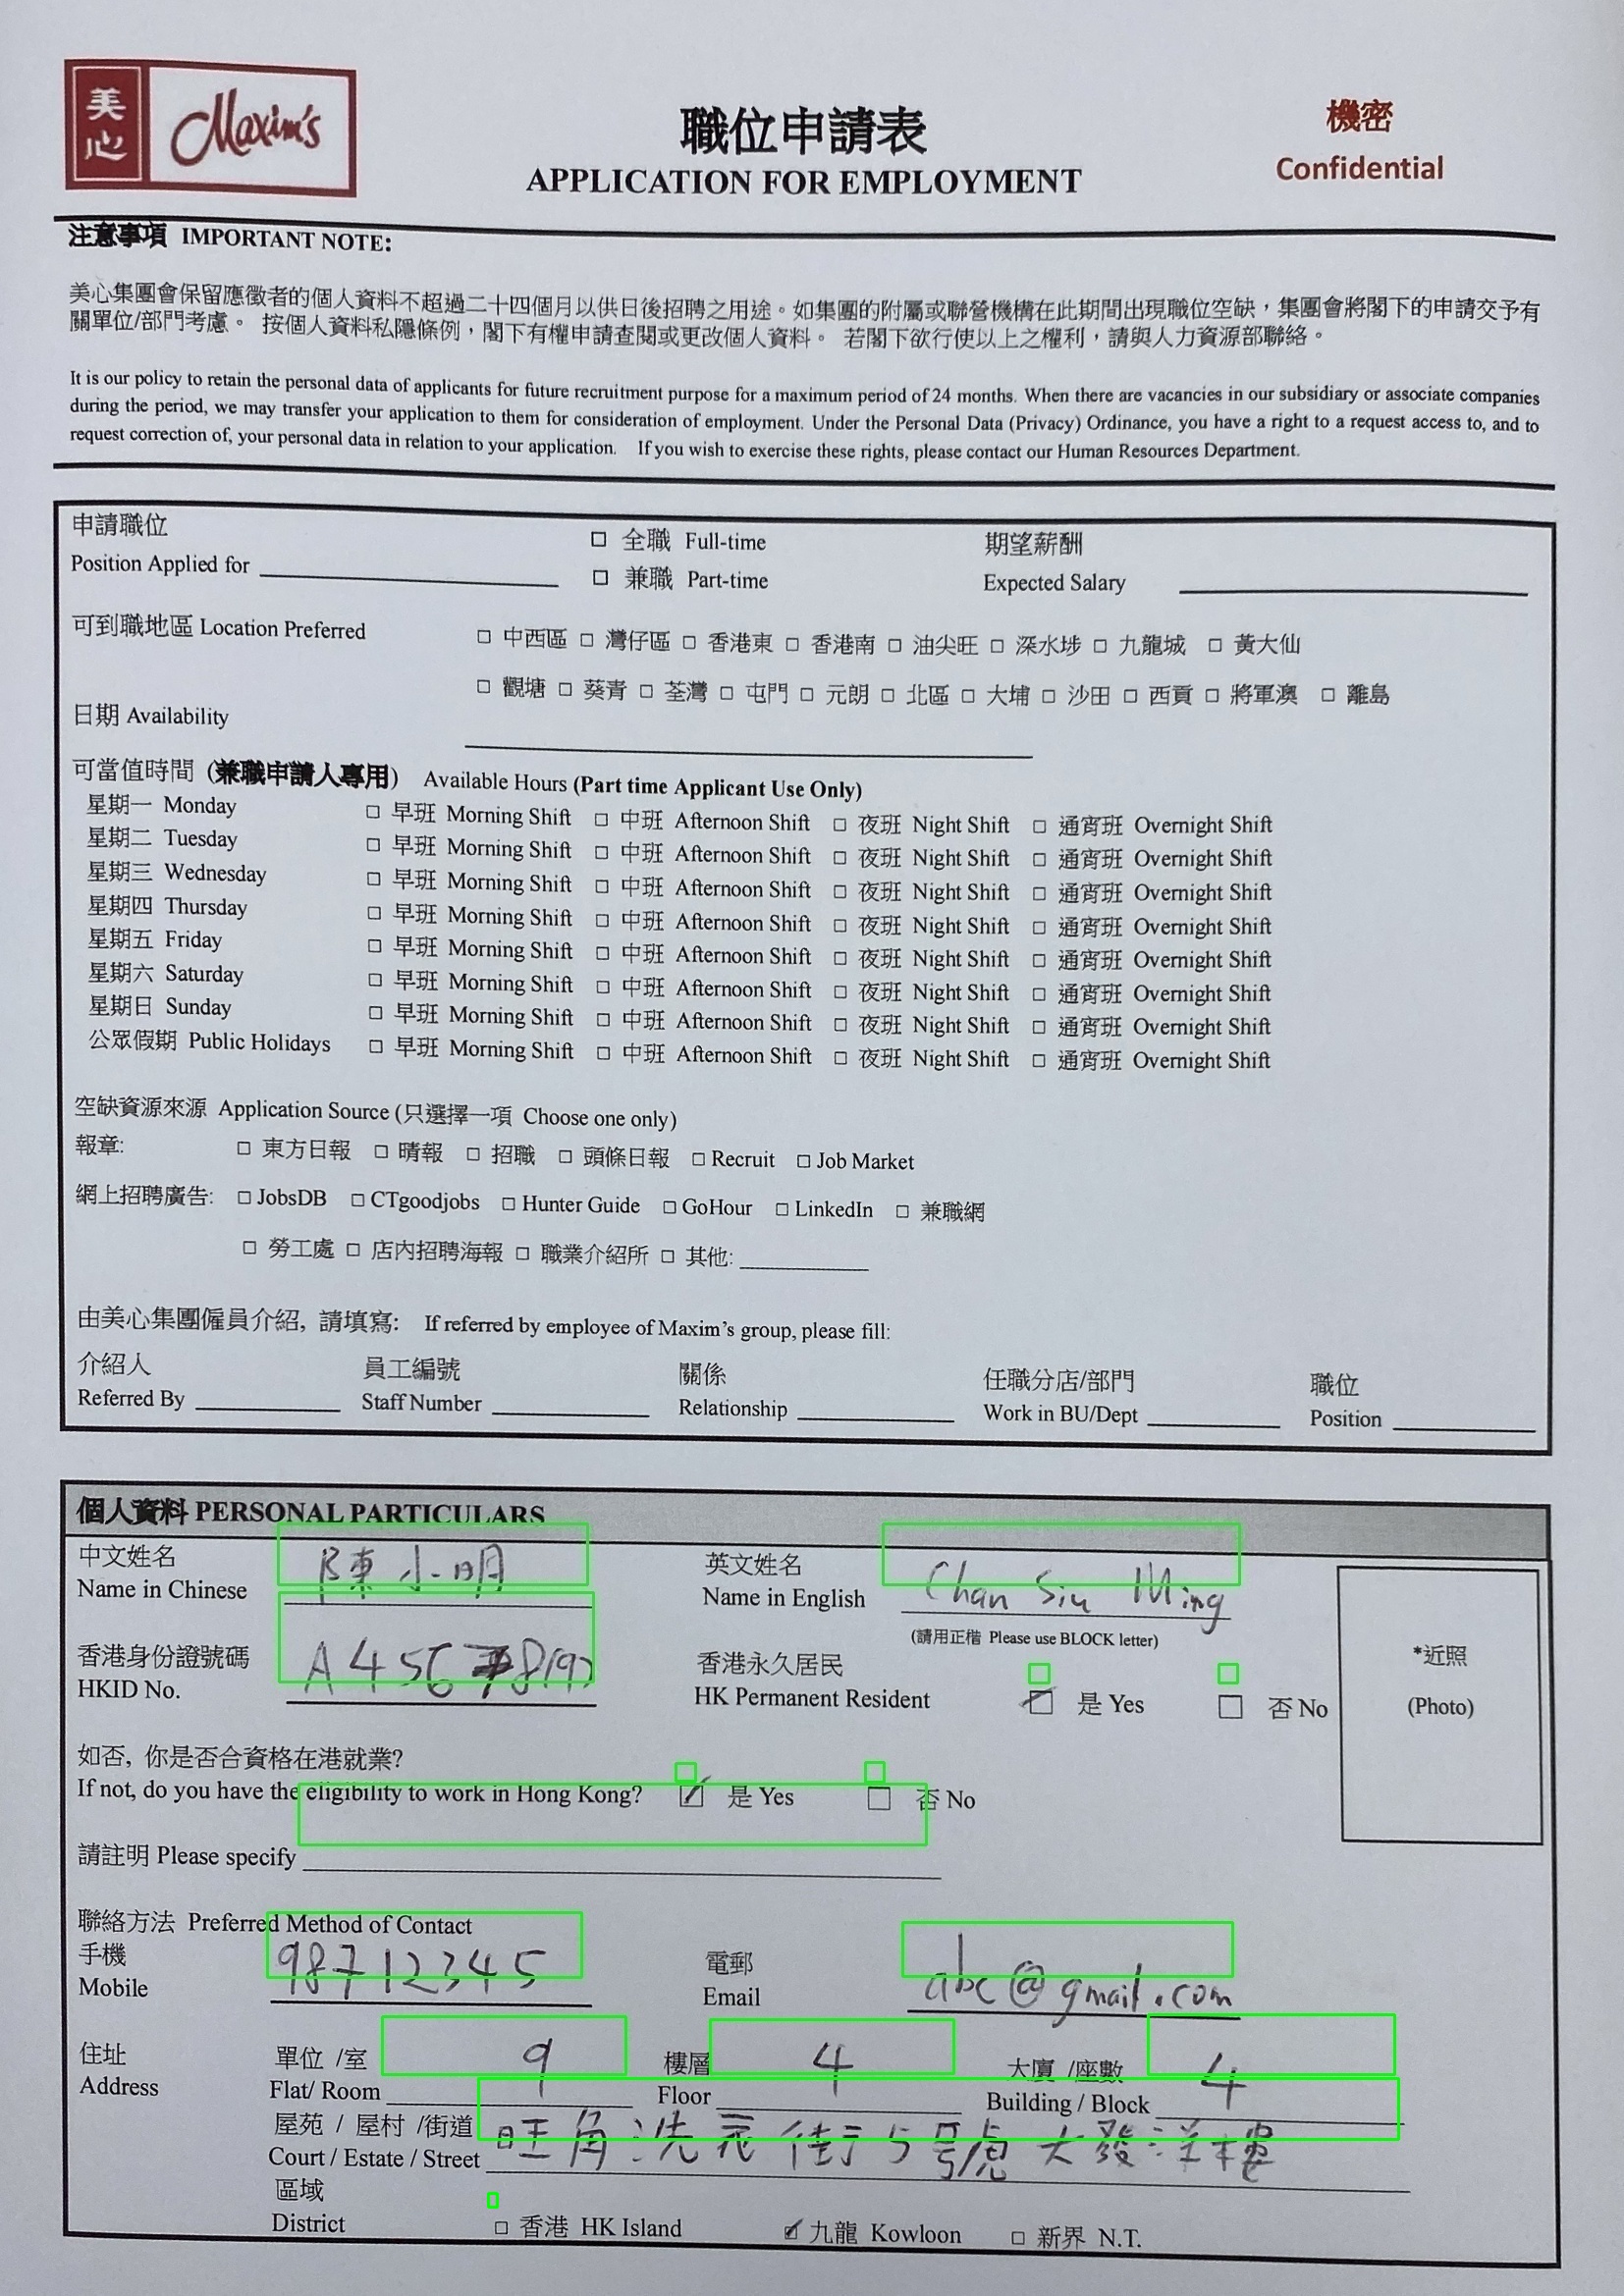 美心 Maxim's
職位申請表
APPLICATION FOR EMPLOYMENT
機密
Confidential
注意事項 IMPORTANT NOTE:
美心集團會保留應徵者的個人資料不超過二十四個月以供日後招聘之用途。如集團的附屬或聯營機構在此期間出現職位空缺，集團會將閣下的申請交予有
關單位/部門考慮。 按個人資料私隱條例，閣下有權申請查閱或更改個人資料。 若閣下欲行使以上之權利，請與人力資源部聯絡。
It is our policy to retain the personal data of applicants for future recruitment purpose for a maximum period of 24 months. When there are vacancies in our subsidiary or associate companies
during the period, we may transfer your application to them for consideration of employment. Under the Personal Data (Privacy) Ordinance, you have a right to a request access to, and to
request correction of, your personal data in relation to your application. If you wish to exercise these rights, please contact our Human Resources Department.
申請職位 □ 全職 Full-time 期望薪酬
Position Applied for □ 兼職 Part-time Expected Salary
可到職地區 Location Preferred □ 中西區 □ 灣仔區 □ 香港東 □ 香港南 □ 油尖旺 □ 深水埗 □ 九龍城 □ 黃大仙
□ 觀塘 □ 葵青 □ 荃灣 □ 屯門 □ 元朗 □ 北區 □ 大埔 □ 沙田 □ 西貢 □ 將軍澳 □ 離島
日期 Availability
可當值時間 (兼職申請人專用) Available Hours (Part time Applicant Use Only)
星期一 Monday □ 早班 Morning Shift □ 中班 Afternoon Shift □ 夜班 Night Shift □ 通宵班 Overnight Shift
星期二 Tuesday □ 早班 Morning Shift □ 中班 Afternoon Shift □ 夜班 Night Shift □ 通宵班 Overnight Shift
星期三 Wednesday □ 早班 Morning Shift □ 中班 Afternoon Shift □ 夜班 Night Shift □ 通宵班 Overnight Shift
星期四 Thursday □ 早班 Morning Shift □ 中班 Afternoon Shift □ 夜班 Night Shift □ 通宵班 Overnight Shift
星期五 Friday □ 早班 Morning Shift □ 中班 Afternoon Shift □ 夜班 Night Shift □ 通宵班 Overnight Shift
星期六 Saturday □ 早班 Morning Shift □ 中班 Afternoon Shift □ 夜班 Night Shift □ 通宵班 Overnight Shift
星期日 Sunday □ 早班 Morning Shift □ 中班 Afternoon Shift □ 夜班 Night Shift □ 通宵班 Overnight Shift
公眾假期 Public Holidays □ 早班 Morning Shift □ 中班 Afternoon Shift □ 夜班 Night Shift □ 通宵班 Overnight Shift
空缺資源來源 Application Source (只選擇一項 Choose one only)
報章: □ 東方日報 □ 晴報 □ 招職 □ 頭條日報 □ Recruit □ Job Market
網上招聘廣告: □ JobsDB □ CTgoodjobs □ Hunter Guide □ GoHour □ LinkedIn □ 兼職網
□ 勞工處 □ 店內招聘海報 □ 職業介紹所 □ 其他:
由美心集團僱員介紹, 請填寫: If referred by employee of Maxim's group, please fill:
介紹人 員工編號 關係 任職分店/部門 職位
Referred By Staff Number Relationship Work in BU/Dept Position
個人資料 PERSONAL PARTICULARS
中文姓名 陳小明 英文姓名
Name in Chinese Name in English Chan Siu Ming
(請用正楷 Please use BLOCK letter)
香港身份證號碼 A456 78(9) 香港永久居民
HKID No. HK Permanent Resident ☑ 是 Yes □ 否 No
*近照
(Photo)
如否, 你是否合資格在港就業?
If not, do you have the eligibility to work in Hong Kong? ☑ 是 Yes □ 否 No
請註明 Please specify
聯絡方法 Preferred Method of Contact
手機 98712345 電郵 abc@gmail.com
Mobile Email
住址 單位 /室 9 樓層 4 大廈 /座數 4
Address Flat/ Room Floor Building / Block
屋苑 / 屋村 /街道 旺角洗衣街5號大發洋樓
Court / Estate / Street
區域
District □ 香港 HK Island ☑ 九龍 Kowloon □ 新界 N.T.